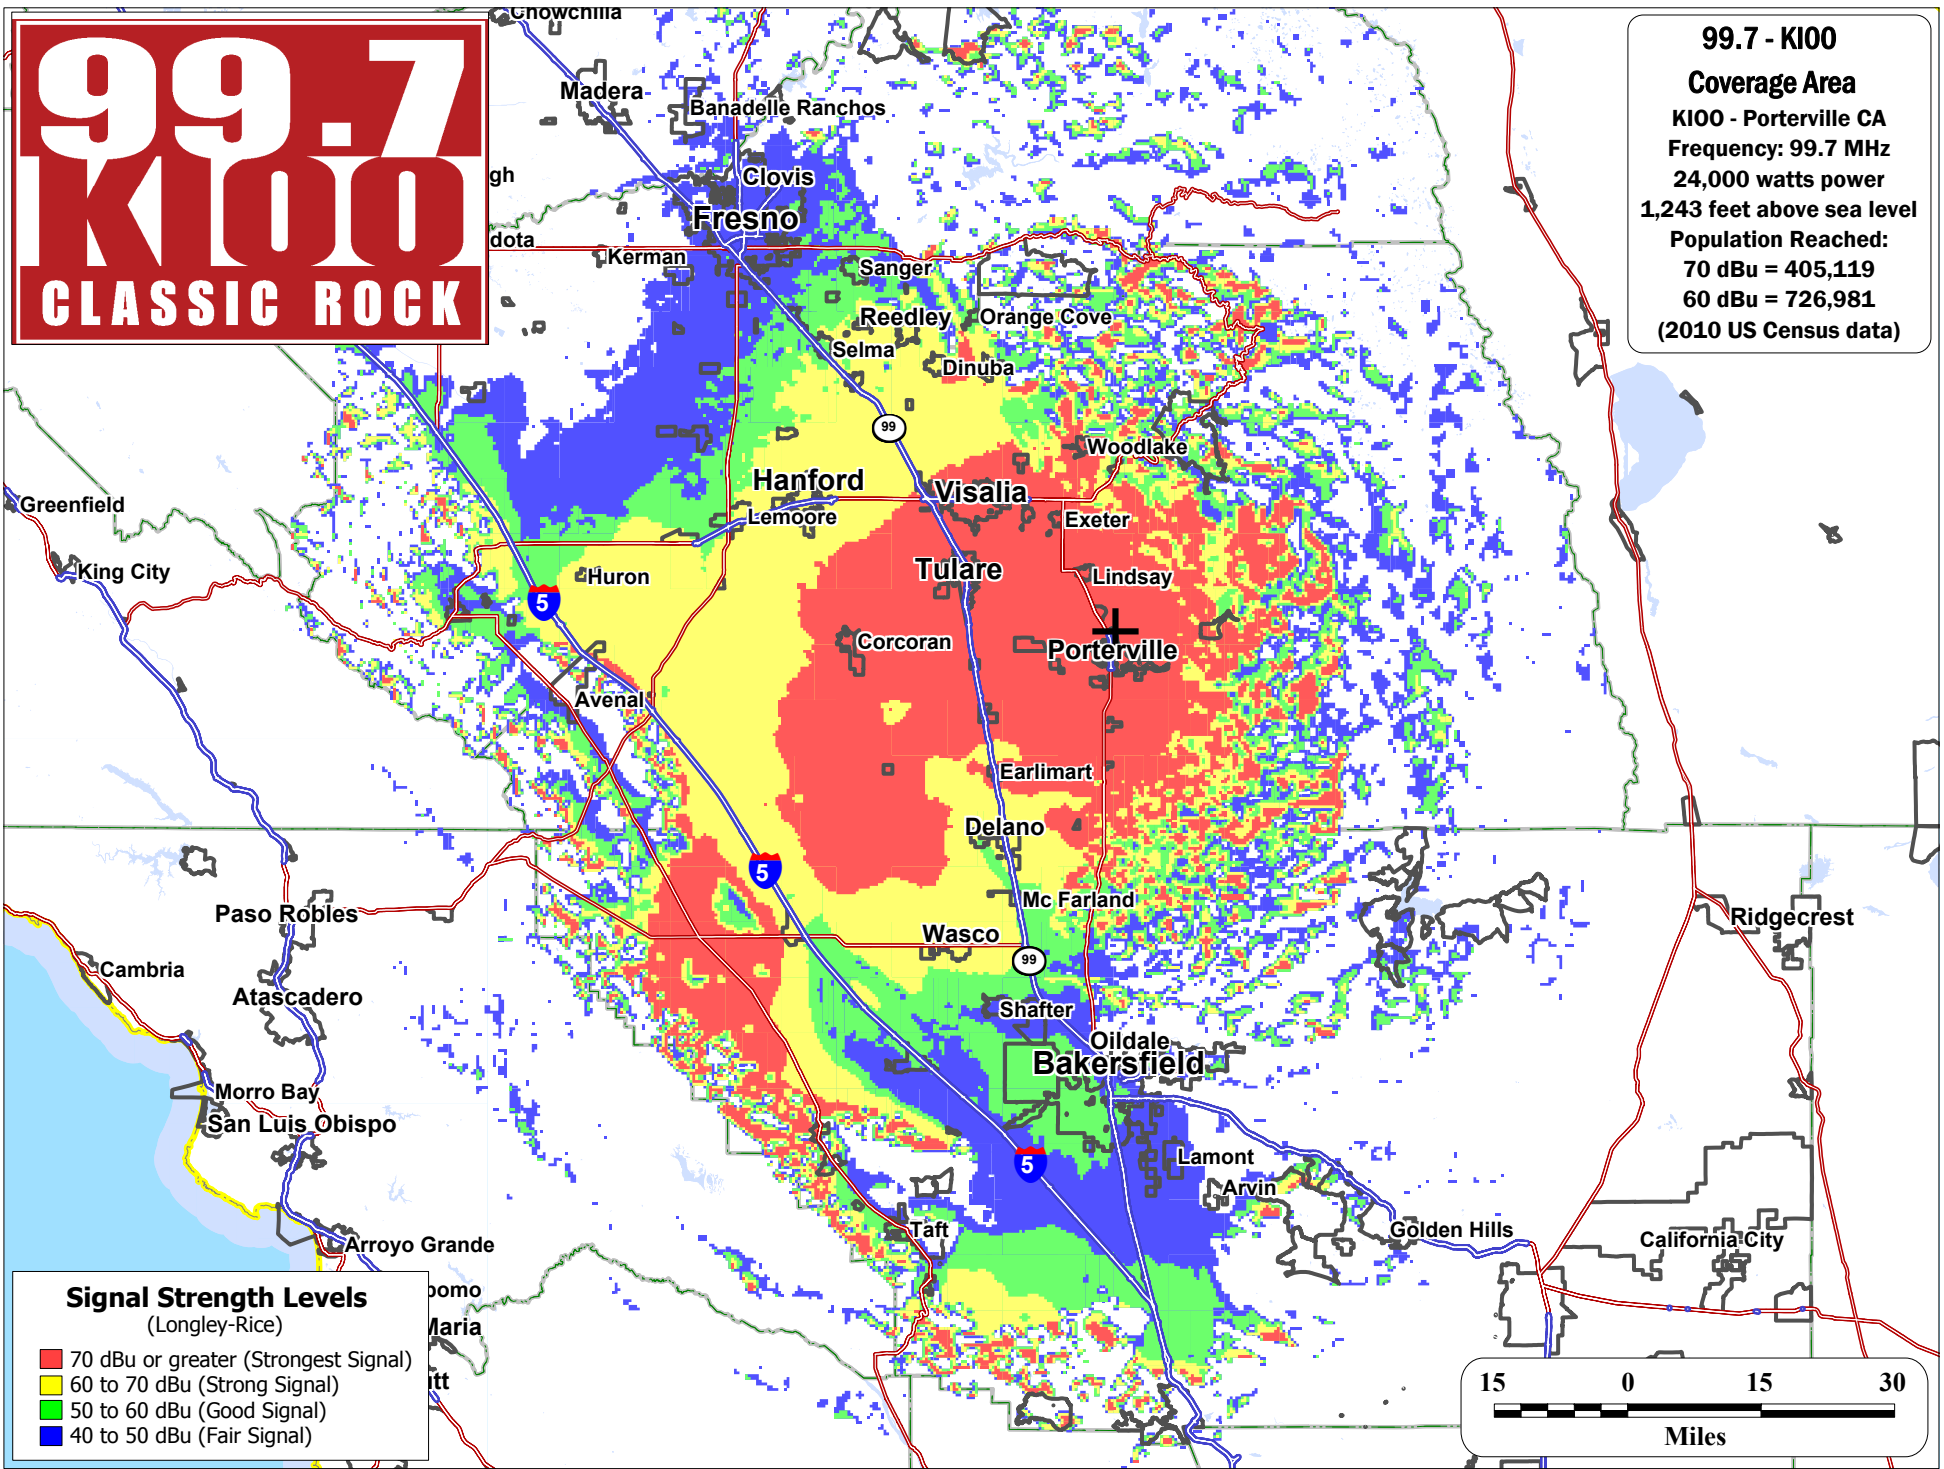 99.7
KIOO
CLASSIC ROCK
99.7 - KIOO
Coverage Area
KIOO - Porterville CA
Frequency: 99.7 MHz
24,000 watts power
1,243 feet above sea level
Population Reached:
70 dBu = 405,119
60 dBu = 726,981
(2010 US Census data)
Chowchilla
Madera
Banadelle Ranchos
gh
Clovis
Fresno
dota
Kerman
Sanger
Reedley
Orange Cove
Selma
Dinuba
99
Woodlake
Hanford
Visalia
Greenfield
Lemoore
Exeter
King City
Huron
Tulare
Lindsay
5
Corcoran
Porterville
Avenal
Earlimart
Delano
5
Mc Farland
Paso Robles
Ridgecrest
Wasco
99
Cambria
Atascadero
Shafter
Oildale
Bakersfield
Morro Bay
San Luis Obispo
5
Lamont
Arvin
Taft
Golden Hills
California City
Arroyo Grande
pomo
Maria
utt
Signal Strength Levels
(Longley-Rice)
70 dBu or greater (Strongest Signal)
60 to 70 dBu (Strong Signal)
50 to 60 dBu (Good Signal)
40 to 50 dBu (Fair Signal)
15 0 15 30
Miles